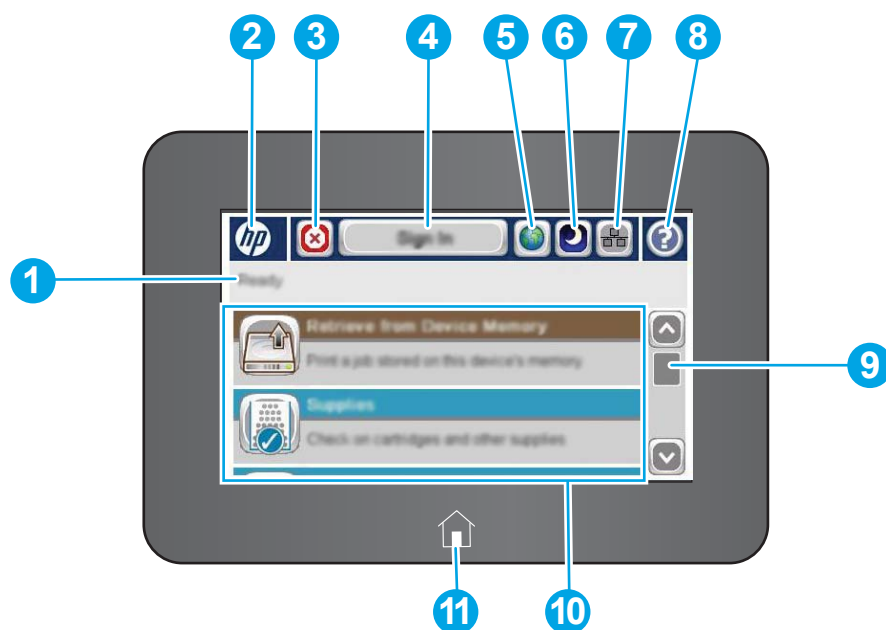 2 3 4 5 6 7 8
hp Sign In ?
1 Ready
Retrieve from Device Memory
Print a job stored on this device's memory
9
Supplies
Check on cartridges and other supplies
11 10